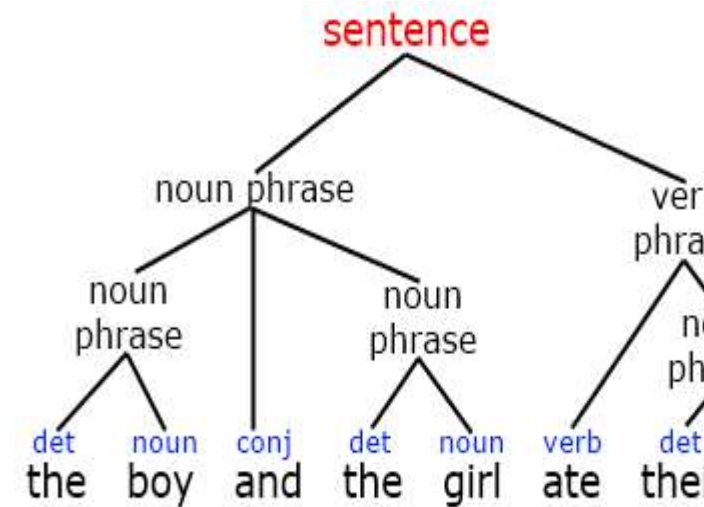 sentence
noun phrase
noun
phrase
noun
phrase
det noun conj det noun verb det
the boy and the girl ate